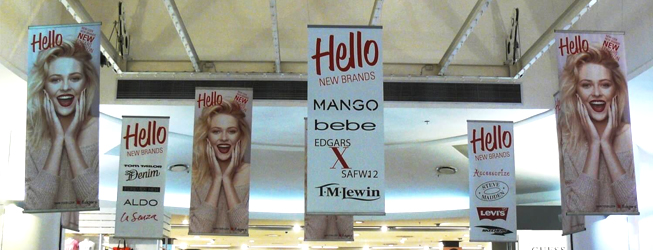 Hello
NEW
Hello
NEW BRANDS
TOM TAILOR
Denim
ALDO
la Senza
Hello
NEW
Hello
NEW BRANDS
MANGO
bebe
EDGARS
X
SAFW12
T·M·Lewin
Hello
NEW BRANDS
Accessorize
STEVE
MADDEN
LEVI'S
Hello
NEW